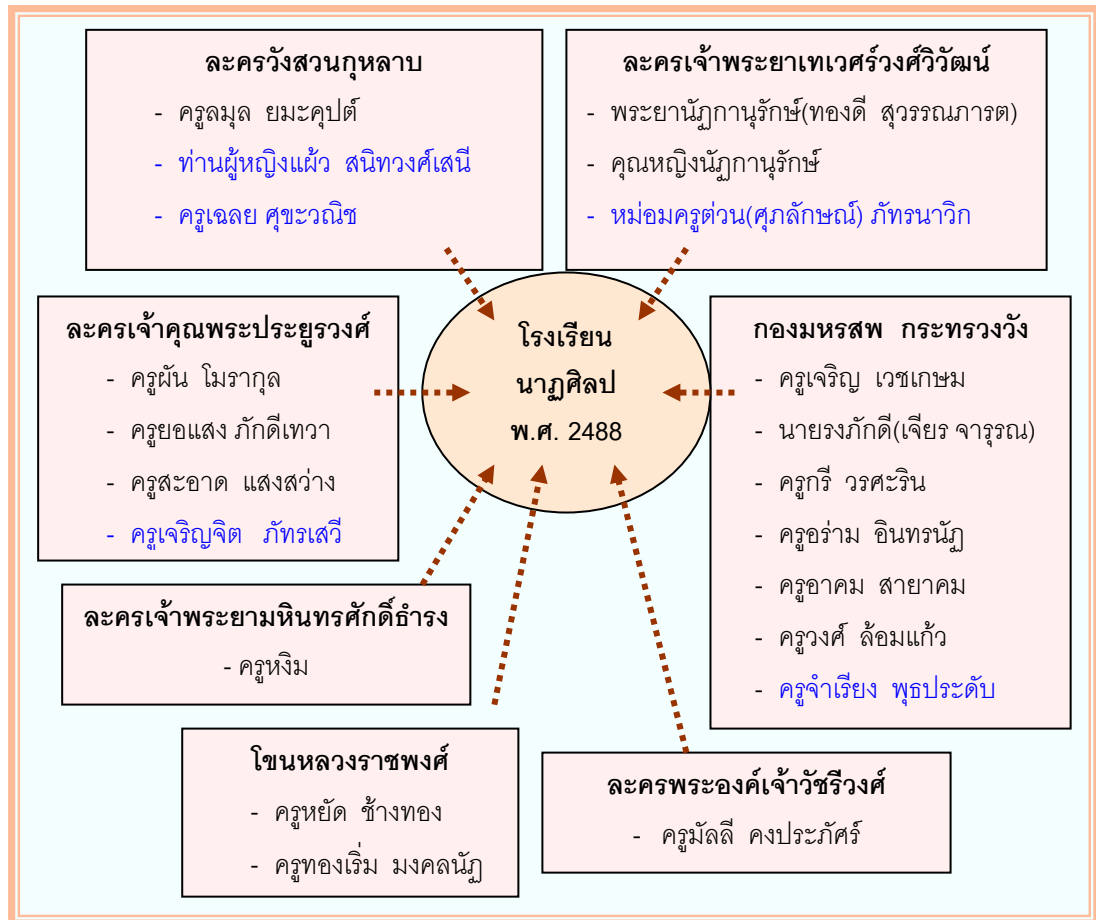 ละครวังสวนกุหลาบ
- ครูลมุล ยมะคุปต์
- ท่านผู้หญิงแผ้ว สนิทวงศ์เสนี
- ครูเฉลย ศุขะวณิช
ละครเจ้าพระยาเทเวศร์วงศ์วิวัฒน์
- พระยานัฏกานุรักษ์(ทองดี สุวรรณภารต)
- คุณหญิงนัฏกานุรักษ์
- หม่อมครูต่วน(ศุภลักษณ์) ภัทรนาวิก
ละครเจ้าคุณพระประยูรวงศ์
- ครูผัน โมรากุล
- ครูยอแสง ภักดีเทวา
- ครูสะอาด แสงสว่าง
- ครูเจริญจิต ภัทรเสวี
โรงเรียน
นาฏศิลป
พ.ศ. 2488
กองมหรสพ กระทรวงวัง
- ครูเจริญ เวชเกษม
- นายรงภักดี(เจียร จารุรณ)
- ครูกรี วรศะริน
- ครูอร่าม อินทรนัฏ
- ครูอาคม สายาคม
- ครูวงศ์ ล้อมแก้ว
- ครูจำเรียง พุธประดับ
ละครเจ้าพระยามหินทรศักดิ์ธำรง
- ครูหงิม
โขนหลวงราชพงศ์
- ครูหยัด ช้างทอง
- ครูทองเริ่ม มงคลนัฏ
ละครพระองค์เจ้าวัชรีวงศ์
- ครูมัลลี คงประภัศร์